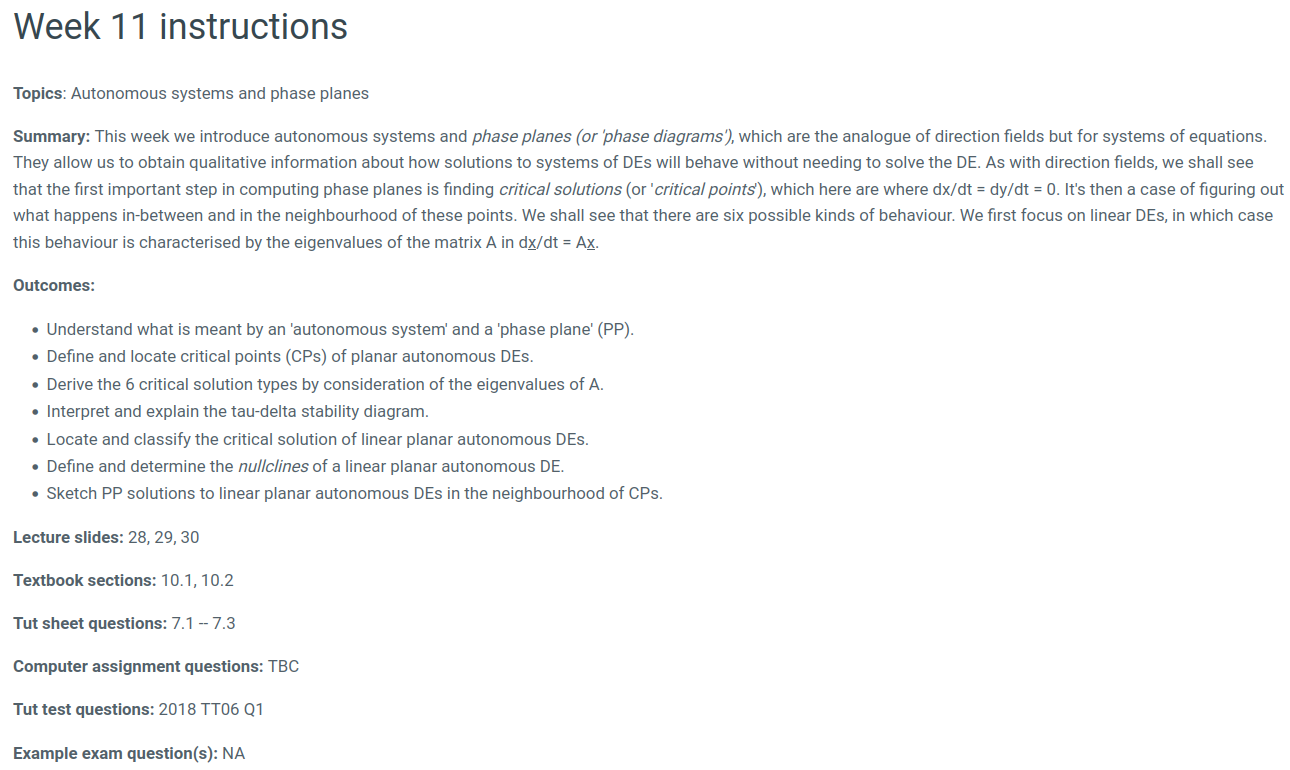 Week 11 instructions
Topics: Autonomous systems and phase planes
Summary: This week we introduce autonomous systems and phase planes (or 'phase diagrams'), which are the analogue of direction fields but for systems of equations.
They allow us to obtain qualitative information about how solutions to systems of DEs will behave without needing to solve the DE. As with direction fields, we shall see
that the first important step in computing phase planes is finding critical solutions (or 'critical points'), which here are where dx/dt = dy/dt = 0. It's then a case of figuring out
what happens in-between and in the neighbourhood of these points. We shall see that there are six possible kinds of behaviour. We first focus on linear DEs, in which case
this behaviour is characterised by the eigenvalues of the matrix A in dx/dt = Ax.
Outcomes:
• Understand what is meant by an 'autonomous system' and a 'phase plane' (PP).
• Define and locate critical points (CPs) of planar autonomous DEs.
• Derive the 6 critical solution types by consideration of the eigenvalues of A.
• Interpret and explain the tau-delta stability diagram.
• Locate and classify the critical solution of linear planar autonomous DEs.
• Define and determine the nullclines of a linear planar autonomous DE.
• Sketch PP solutions to linear planar autonomous DEs in the neighbourhood of CPs.
Lecture slides: 28, 29, 30
Textbook sections: 10.1, 10.2
Tut sheet questions: 7.1 -- 7.3
Computer assignment questions: TBC
Tut test questions: 2018 TT06 Q1
Example exam question(s): NA